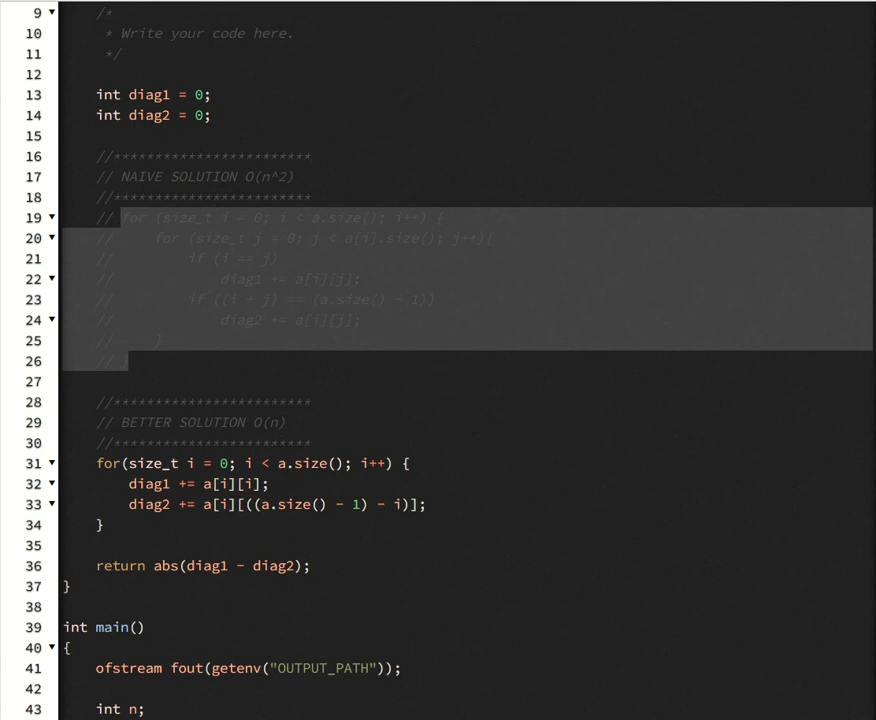 9 /*
10 * Write your code here.
11 */
12
13 int diag1 = 0;
14 int diag2 = 0;
15
16 //************************
17 // NAIVE SOLUTION O(n^2)
18 //************************
19 // for (size_t i = 0; i < a.size(); i++) {
20 //     for (size_t j = 0; j < a[i].size(); j++){
21 //         if (i == j)
22 //             diag1 += a[i][j];
23 //         if ((i + j) == (a.size() - 1))
24 //             diag2 += a[i][j];
25 //     }
26 // }
27
28 //************************
29 // BETTER SOLUTION O(n)
30 //************************
31 for(size_t i = 0; i < a.size(); i++) {
32     diag1 += a[i][i];
33     diag2 += a[i][((a.size() - 1) - i)];
34 }
35
36 return abs(diag1 - diag2);
37 }
38
39 int main()
40 {
41 ofstream fout(getenv("OUTPUT_PATH"));
42
43 int n;